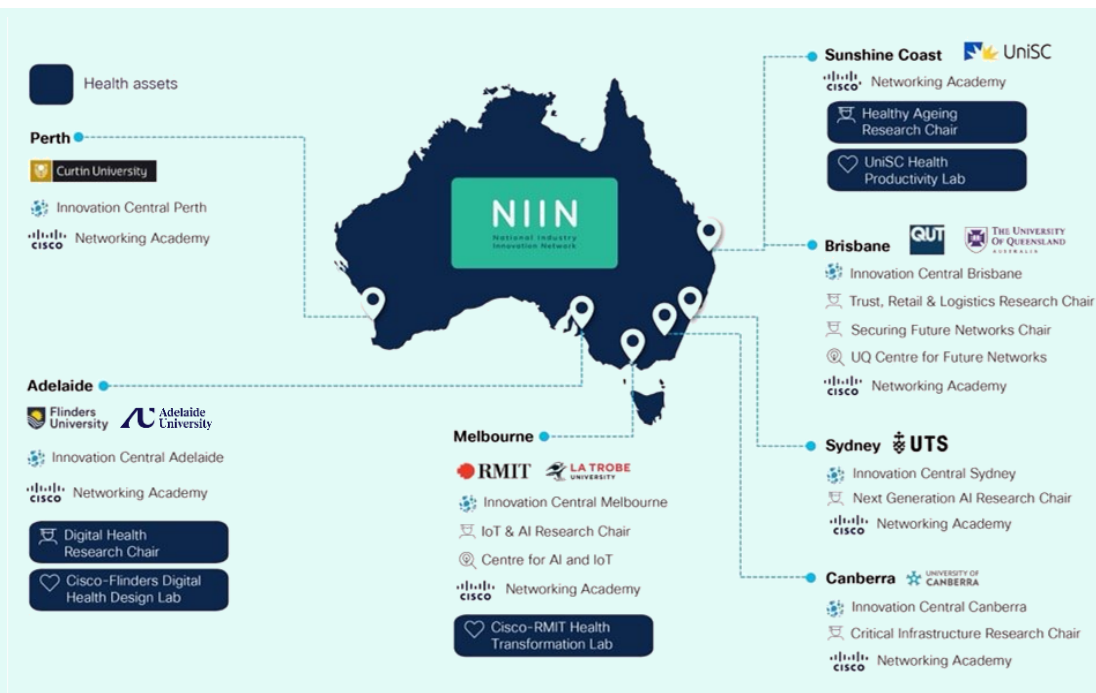 Health assets
Perth
Curtin University
Innovation Central Perth
CISCO Networking Academy
Adelaide
Flinders University
Adelaide University
Innovation Central Adelaide
CISCO Networking Academy
Digital Health
Research Chair
Cisco-Flinders Digital
Health Design Lab
NIIN
National Industry
Innovation Network
Melbourne
RMIT
LA TROBE
UNIVERSITY
Innovation Central Melbourne
IoT & AI Research Chair
Centre for AI and IoT
CISCO Networking Academy
Cisco-RMIT Health
Transformation Lab
Sunshine Coast
UniSC
CISCO Networking Academy
Healthy Ageing
Research Chair
UniSC Health
Productivity Lab
Brisbane
QUT
THE UNIVERSITY
OF QUEENSLAND
AUSTRALIA
Innovation Central Brisbane
Trust, Retail & Logistics Research Chair
Securing Future Networks Chair
UQ Centre for Future Networks
CISCO Networking Academy
Sydney
UTS
Innovation Central Sydney
Next Generation AI Research Chair
CISCO Networking Academy
Canberra
UNIVERSITY OF
CANBERRA
Innovation Central Canberra
Critical Infrastructure Research Chair
CISCO Networking Academy